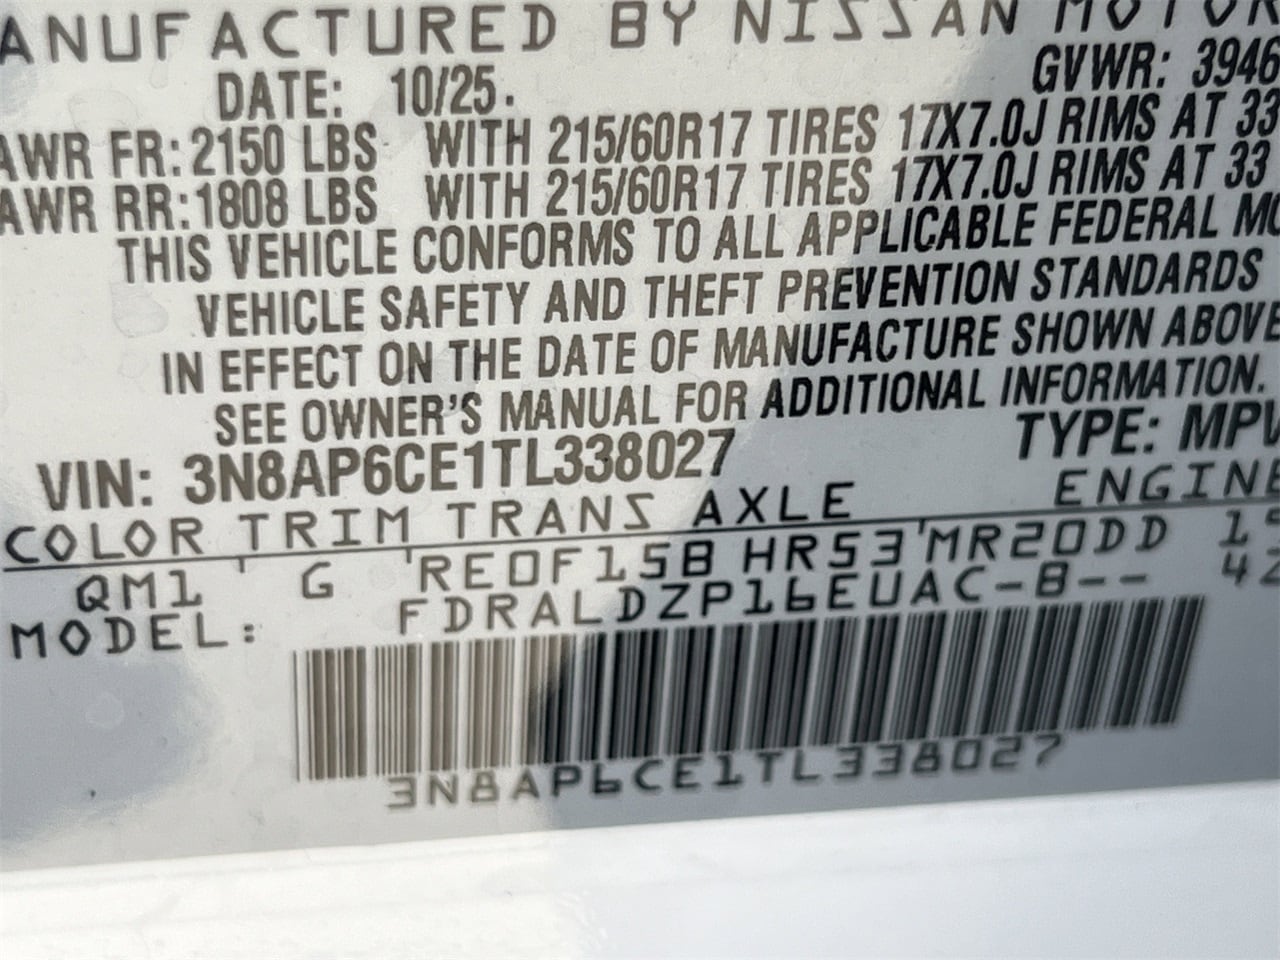 ANUFACTURED BY NISSAN MOTOR
DATE: 10/25. GVWR: 3946
AWR FR: 2150 LBS WITH 215/60R17 TIRES 17X7.0J RIMS AT 33
AWR RR: 1808 LBS WITH 215/60R17 TIRES 17X7.0J RIMS AT 33
THIS VEHICLE CONFORMS TO ALL APPLICABLE FEDERAL MO
VEHICLE SAFETY AND THEFT PREVENTION STANDARDS
IN EFFECT ON THE DATE OF MANUFACTURE SHOWN ABOVE
SEE OWNER'S MANUAL FOR ADDITIONAL INFORMATION.
VIN: 3N8AP6CE1TL338027 TYPE: MPV
COLOR TRIM TRANS AXLE ENGINE
QM1 G RE0F15B HR53 MR20DD
MODEL: FDRALDZP16EUAC-B-- 42
3N8AP6CE1TL338027